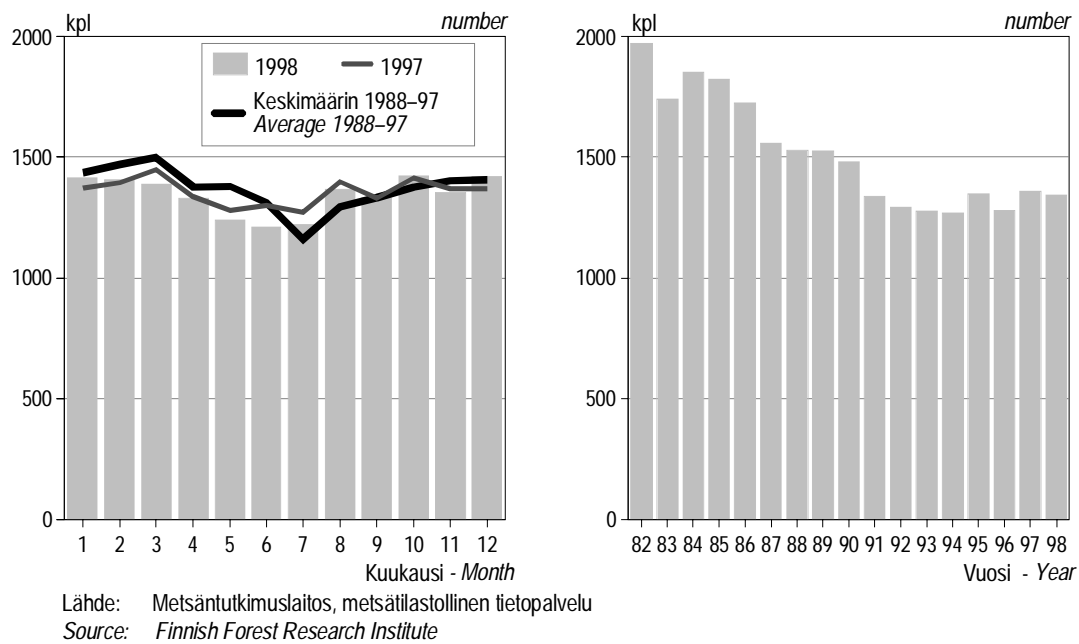 kpl
number
2000
1998
1997
Keskimäärin 1988–97
Average 1988–97
1500
1000
500
0
1 2 3 4 5 6 7 8 9 10 11 12
Kuukausi - Month
kpl
number
2000
1500
1000
500
0
82 83 84 85 86 87 88 89 90 91 92 93 94 95 96 97 98
Vuosi - Year
Lähde: Metsäntutkimuslaitos, metsätilastollinen tietopalvelu
Source: Finnish Forest Research Institute